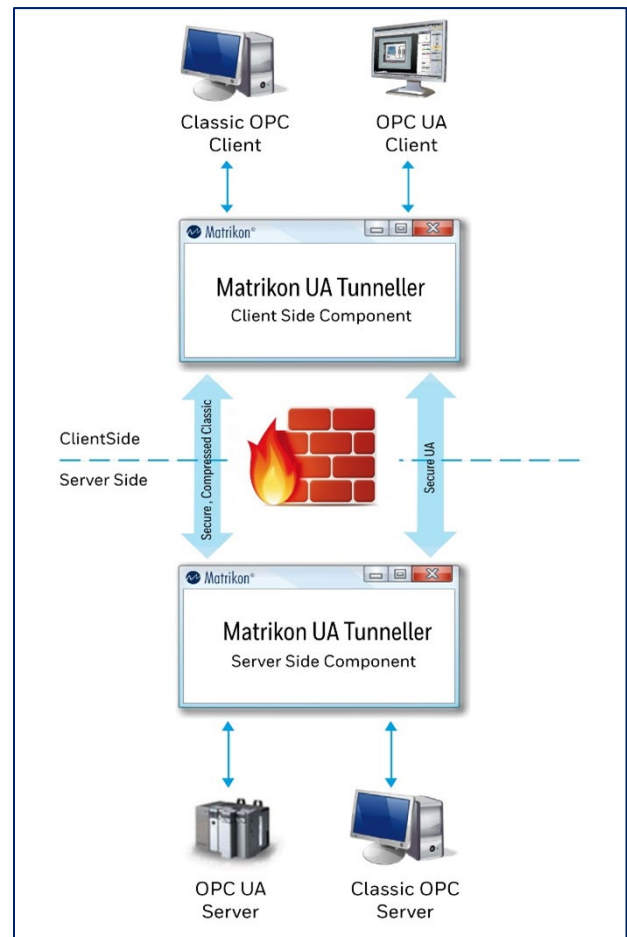 Classic OPC
Client
OPC UA
Client
Matrikon®
Matrikon UA Tunneller
Client Side Component
Secure , Compressed Classic
Secure UA
ClientSide
Server Side
Matrikon®
Matrikon UA Tunneller
Server Side Component
OPC UA
Server
Classic OPC
Server